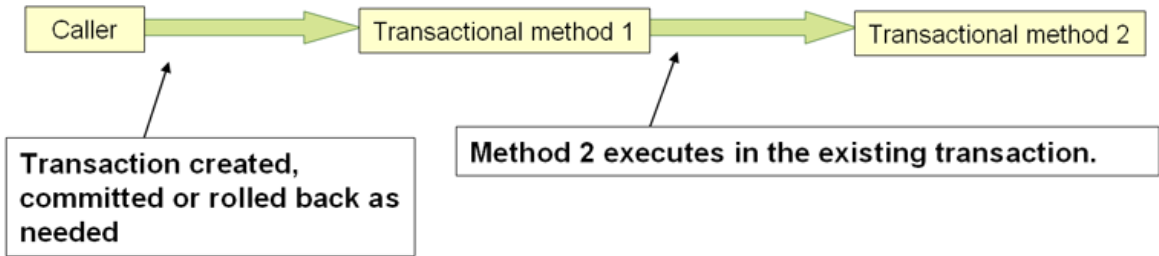 Caller
Transactional method 1
Transactional method 2
Transaction created,
committed or rolled back as
needed
Method 2 executes in the existing transaction.